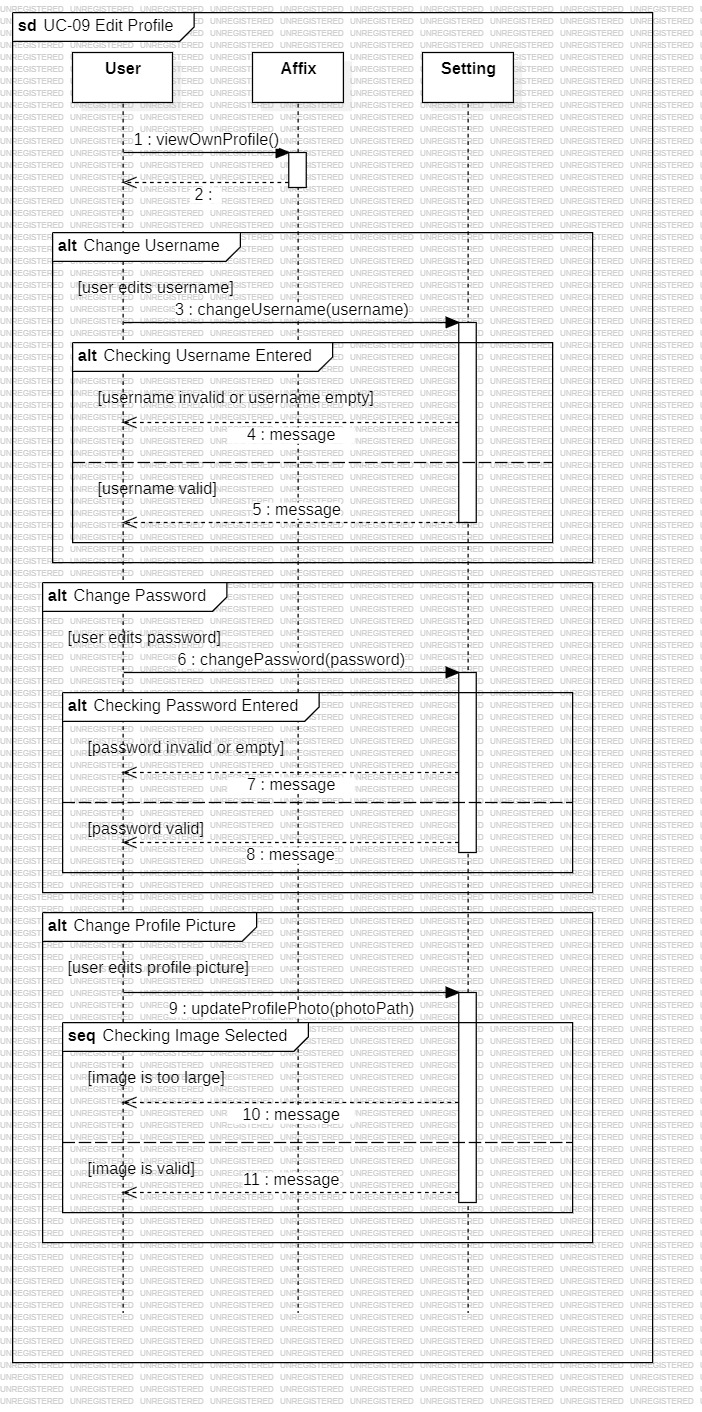 sd UC-09 Edit Profile
User
Affix
Setting
1 : viewOwnProfile()
2 :
alt Change Username
[user edits username]
3 : changeUsername(username)
alt Checking Username Entered
[username invalid or username empty]
4 : message
[username valid]
5 : message
alt Change Password
[user edits password]
6 : changePassword(password)
alt Checking Password Entered
[password invalid or empty]
7 : message
[password valid]
8 : message
alt Change Profile Picture
[user edits profile picture]
9 : updateProfilePhoto(photoPath)
seq Checking Image Selected
[image is too large]
10 : message
[image is valid]
11 : message
UNREGISTERED